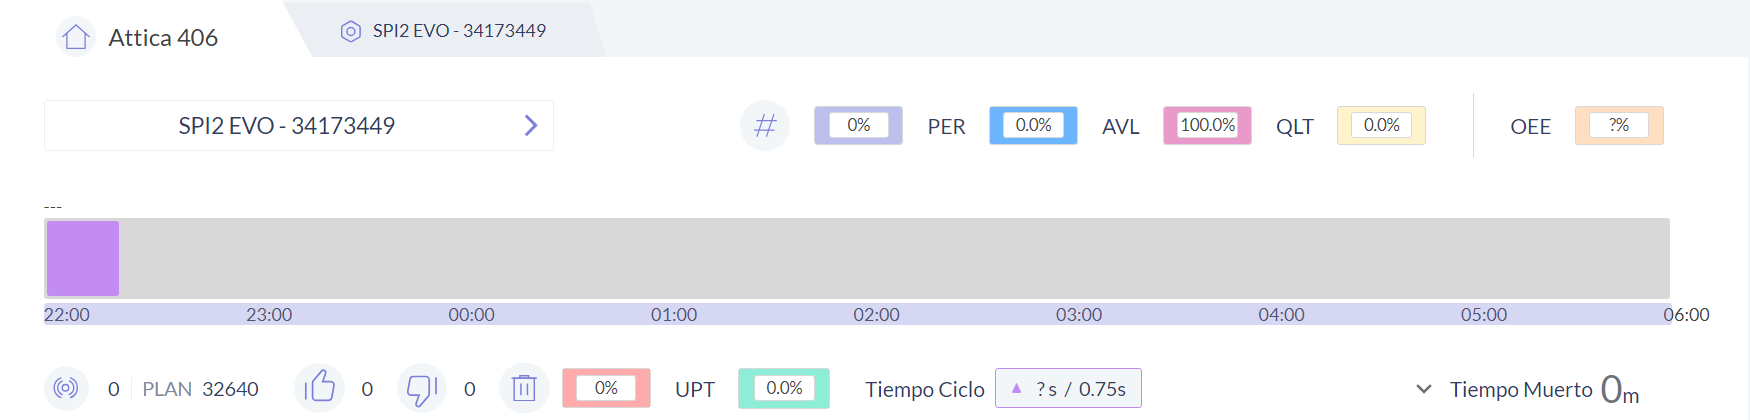 Attica 406
SPI2 EVO - 34173449
SPI2 EVO - 34173449
# 0% PER 0.0% AVL 100.0% QLT 0.0% OEE ?%
---
22:00 23:00 00:00 01:00 02:00 03:00 04:00 05:00 06:00
0 PLAN 32640 0 0 0% UPT 0.0% Tiempo Ciclo ▲ ? s / 0.75s Tiempo Muerto 0m